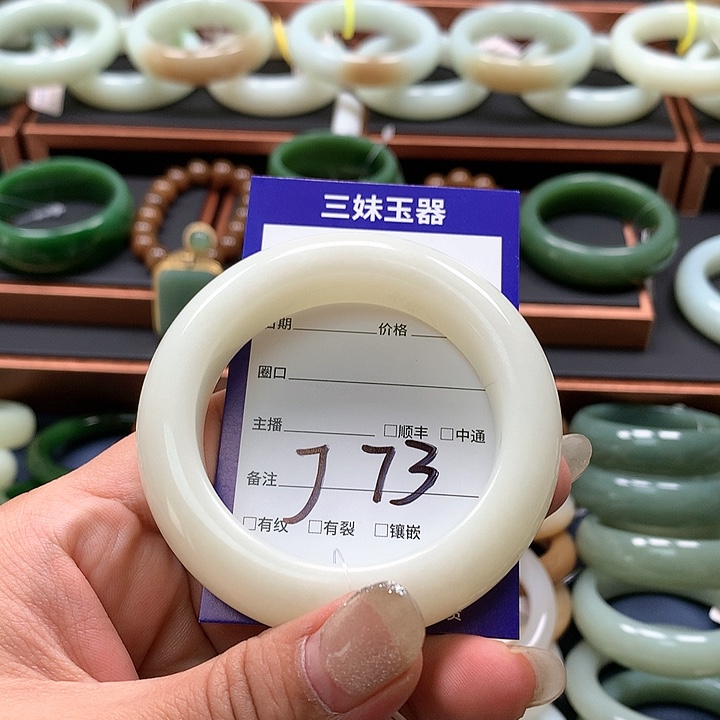 三妹玉器
日期 价格
圈口
主播 □顺丰 □中通
备注 J 73
□有纹 □有裂 □镶嵌